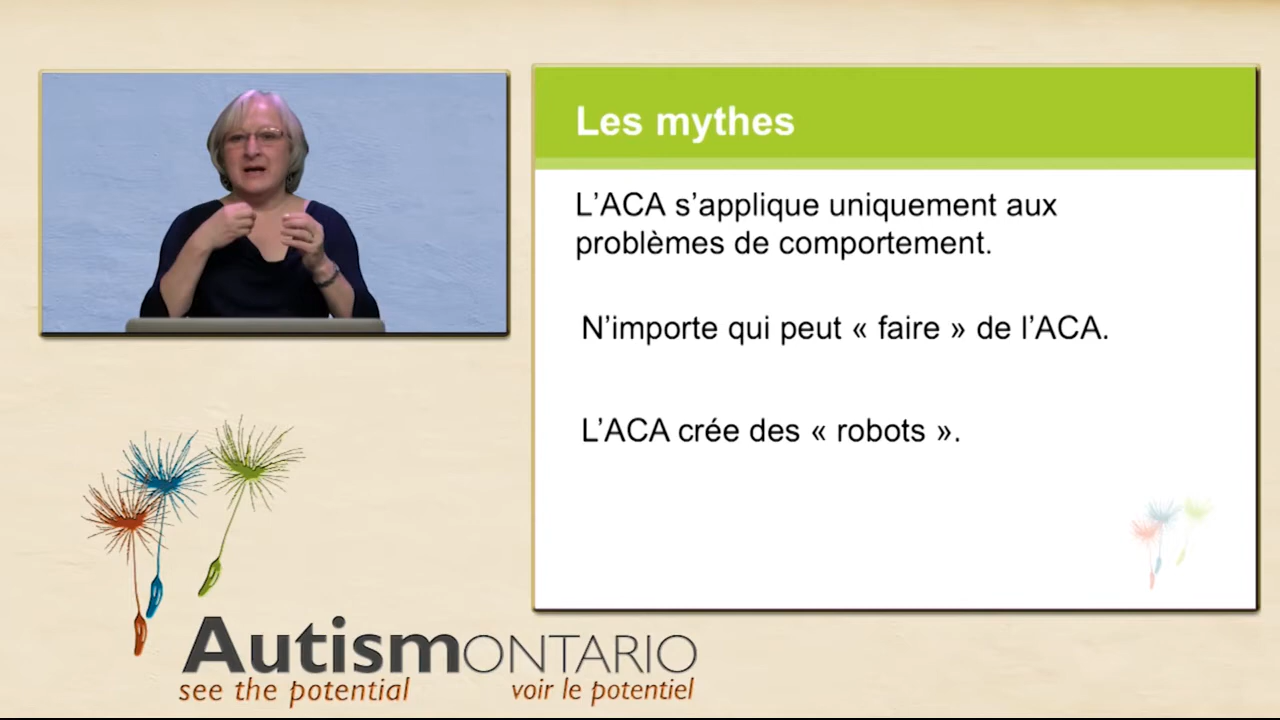 Les mythes
L’ACA s’applique uniquement aux
problèmes de comportement.
N’importe qui peut « faire » de l’ACA.
L’ACA crée des « robots ».
AutismONTARIO
see the potential voir le potentiel